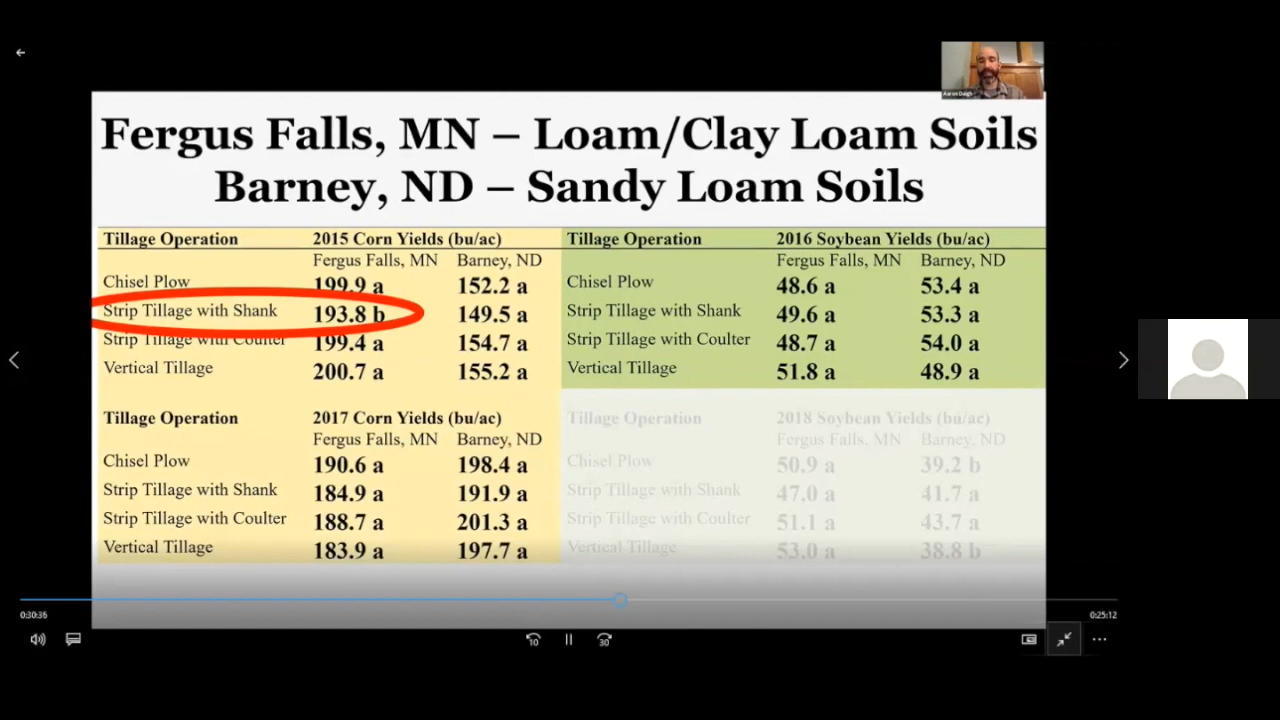 Aaron Daigh
Fergus Falls, MN – Loam/Clay Loam Soils
Barney, ND – Sandy Loam Soils
Tillage Operation 2015 Corn Yields (bu/ac)
Fergus Falls, MN Barney, ND
Chisel Plow 199.9 a 152.2 a
Strip Tillage with Shank 193.8 b 149.5 a
Strip Tillage with Coulter 199.4 a 154.7 a
Vertical Tillage 200.7 a 155.2 a
Tillage Operation 2016 Soybean Yields (bu/ac)
Fergus Falls, MN Barney, ND
Chisel Plow 48.6 a 53.4 a
Strip Tillage with Shank 49.6 a 53.3 a
Strip Tillage with Coulter 48.7 a 54.0 a
Vertical Tillage 51.8 a 48.9 a
Tillage Operation 2017 Corn Yields (bu/ac)
Fergus Falls, MN Barney, ND
Chisel Plow 190.6 a 198.4 a
Strip Tillage with Shank 184.9 a 191.9 a
Strip Tillage with Coulter 188.7 a 201.3 a
Vertical Tillage 183.9 a 197.7 a
Tillage Operation 2018 Soybean Yields (bu/ac)
Fergus Falls, MN Barney, ND
Chisel Plow 50.9 a 39.2 b
Strip Tillage with Shank 47.0 a 41.7 a
Strip Tillage with Coulter 51.1 a 43.7 a
Vertical Tillage 53.0 a 38.8 b
0:30:36 0:25:12
10 30